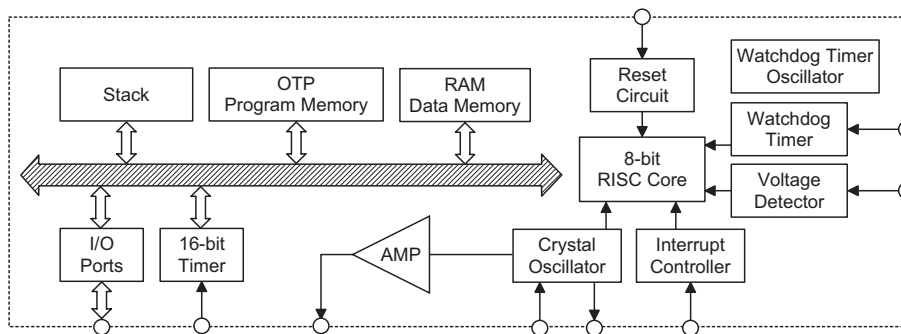 Stack
OTP
Program Memory
RAM
Data Memory
Reset
Circuit
Watchdog Timer
Oscillator
Watchdog
Timer
8-bit
RISC Core
Voltage
Detector
I/O
Ports
16-bit
Timer
AMP
Crystal
Oscillator
Interrupt
Controller